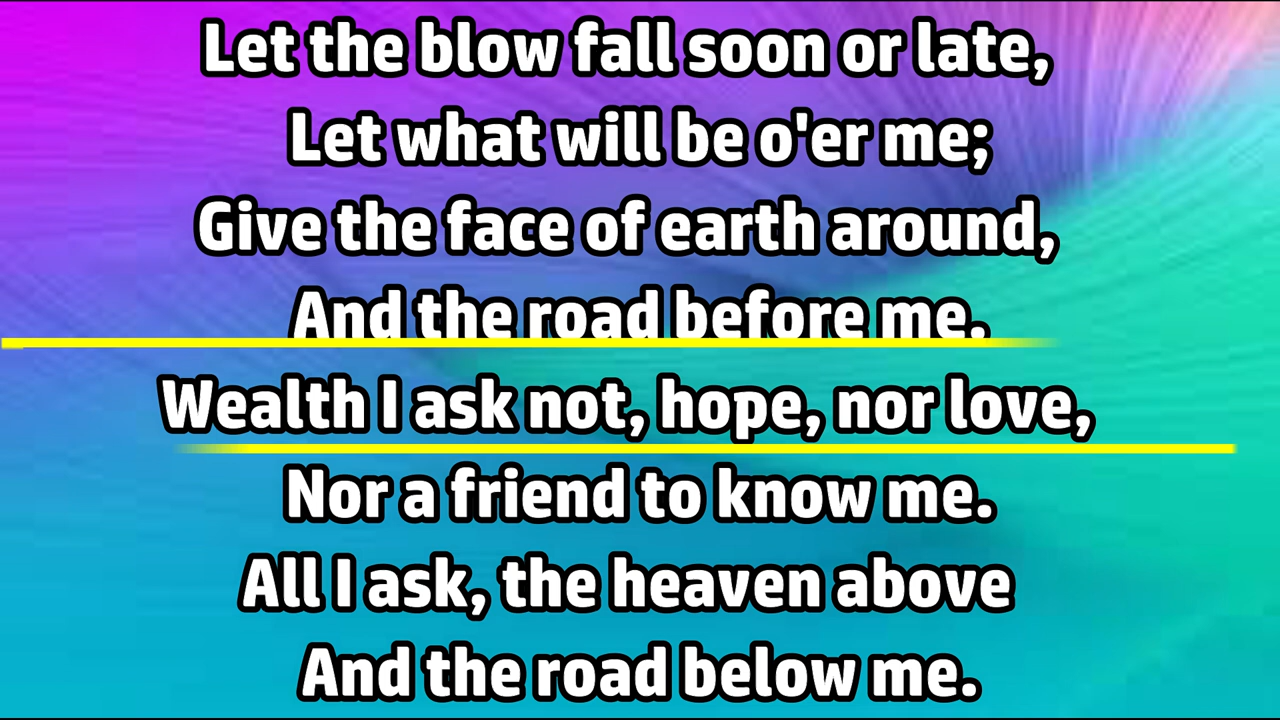 Let the blow fall soon or late,
Let what will be o'er me;
Give the face of earth around,
And the road before me.
Wealth I ask not, hope, nor love,
Nor a friend to know me.
All I ask, the heaven above
And the road below me.